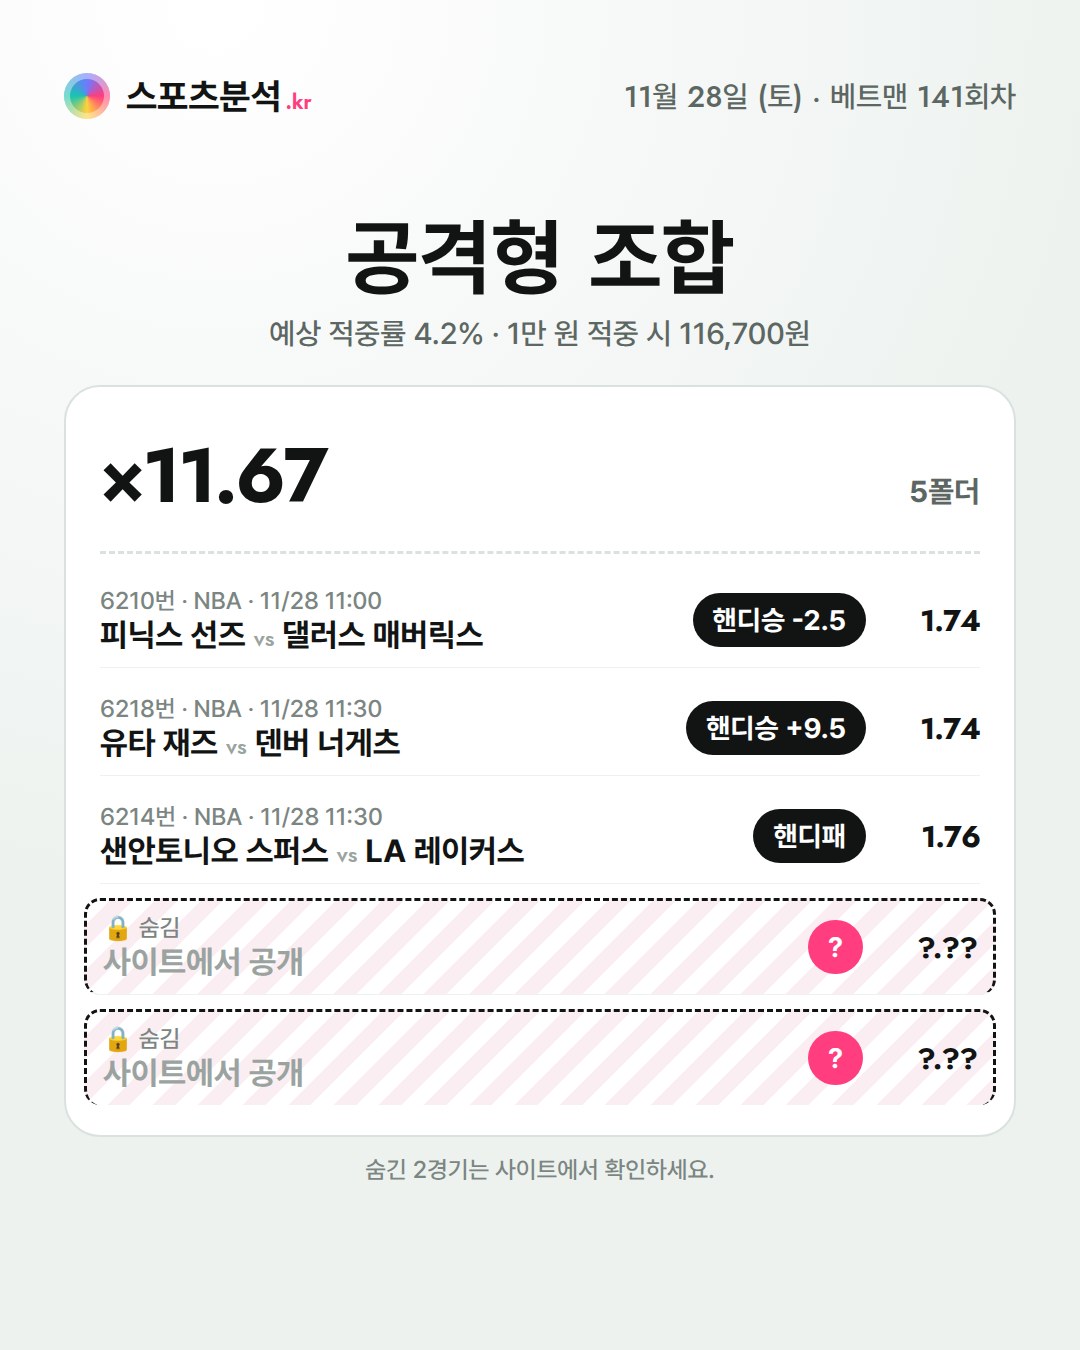 스포츠분석.kr
11월 28일 (토) · 베트맨 141회차
공격형 조합
예상 적중률 4.2% · 1만 원 적중 시 116,700원
×11.67
5폴더
6210번 · NBA · 11/28 11:00
피닉스 선즈 vs 댈러스 매버릭스
핸디승 -2.5
1.74
6218번 · NBA · 11/28 11:30
유타 재즈 vs 덴버 너게츠
핸디승 +9.5
1.74
6214번 · NBA · 11/28 11:30
샌안토니오 스퍼스 vs LA 레이커스
핸디패
1.76
🔒 숨김
사이트에서 공개
?
?.??
🔒 숨김
사이트에서 공개
?
?.??
숨긴 2경기는 사이트에서 확인하세요.